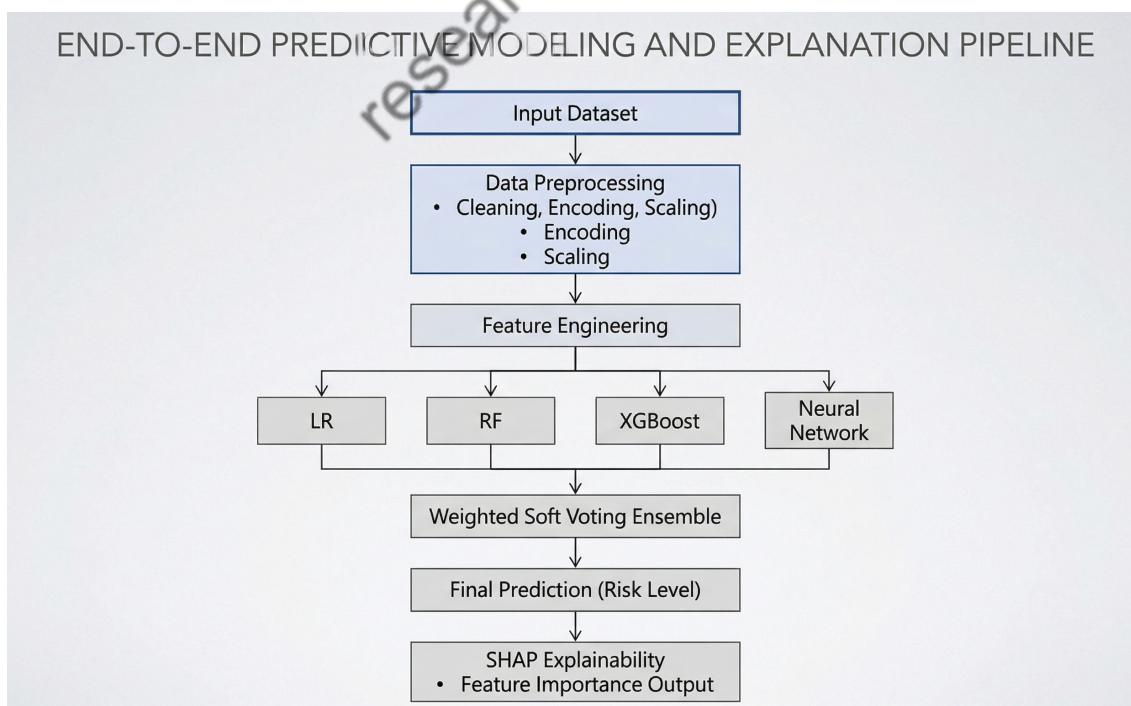 END-TO-END PREDIICTIVE MODELING AND EXPLANATION PIPELINE
Input Dataset
Data Preprocessing
• Cleaning, Encoding, Scaling)
• Encoding
• Scaling
Feature Engineering
LR
RF
XGBoost
Neural
Network
Weighted Soft Voting Ensemble
Final Prediction (Risk Level)
SHAP Explainability
• Feature Importance Output